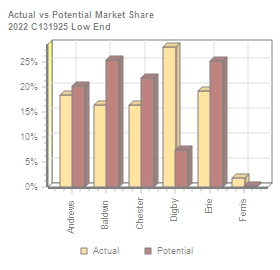 Actual vs Potential Market Share
2022 C131925 Low End
25%
20%
15%
10%
5%
0%
Andrews
Baldwin
Chester
Digby
Erie
Ferris
Actual
Potential